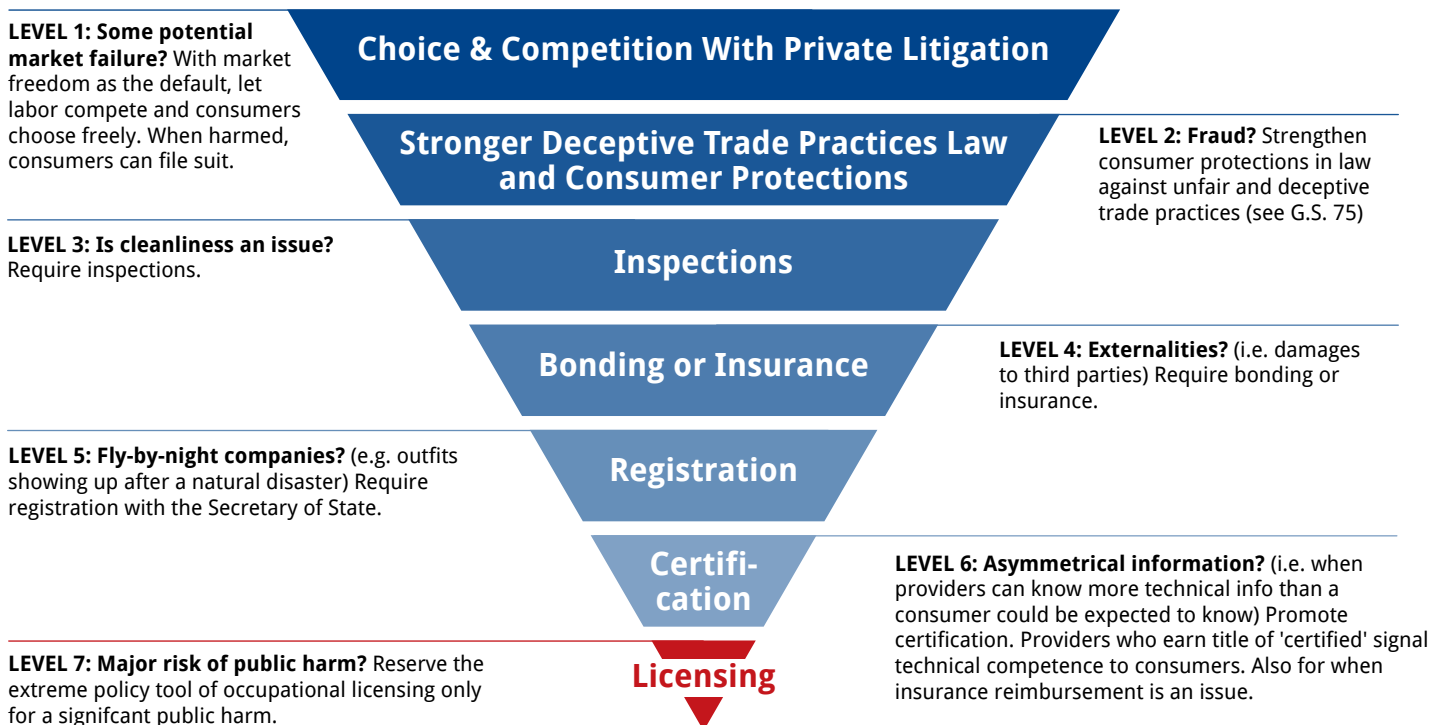 LEVEL 1: Some potential
market failure? With market
freedom as the default, let
labor compete and consumers
choose freely. When harmed,
consumers can file suit.
Choice & Competition With Private Litigation
Stronger Deceptive Trade Practices Law
and Consumer Protections
LEVEL 2: Fraud? Strengthen
consumer protections in law
against unfair and deceptive
trade practices (see G.S. 75)
LEVEL 3: Is cleanliness an issue?
Require inspections.
Inspections
Bonding or Insurance
LEVEL 4: Externalities? (i.e. damages
to third parties) Require bonding or
insurance.
LEVEL 5: Fly-by-night companies? (e.g. outfits
showing up after a natural disaster) Require
registration with the Secretary of State.
Registration
Certifi-
cation
LEVEL 6: Asymmetrical information? (i.e. when
providers can know more technical info than a
consumer could be expected to know) Promote
certification. Providers who earn title of 'certified' signal
technical competence to consumers. Also for when
insurance reimbursement is an issue.
LEVEL 7: Major risk of public harm? Reserve the
extreme policy tool of occupational licensing only
for a signifcant public harm.
Licensing